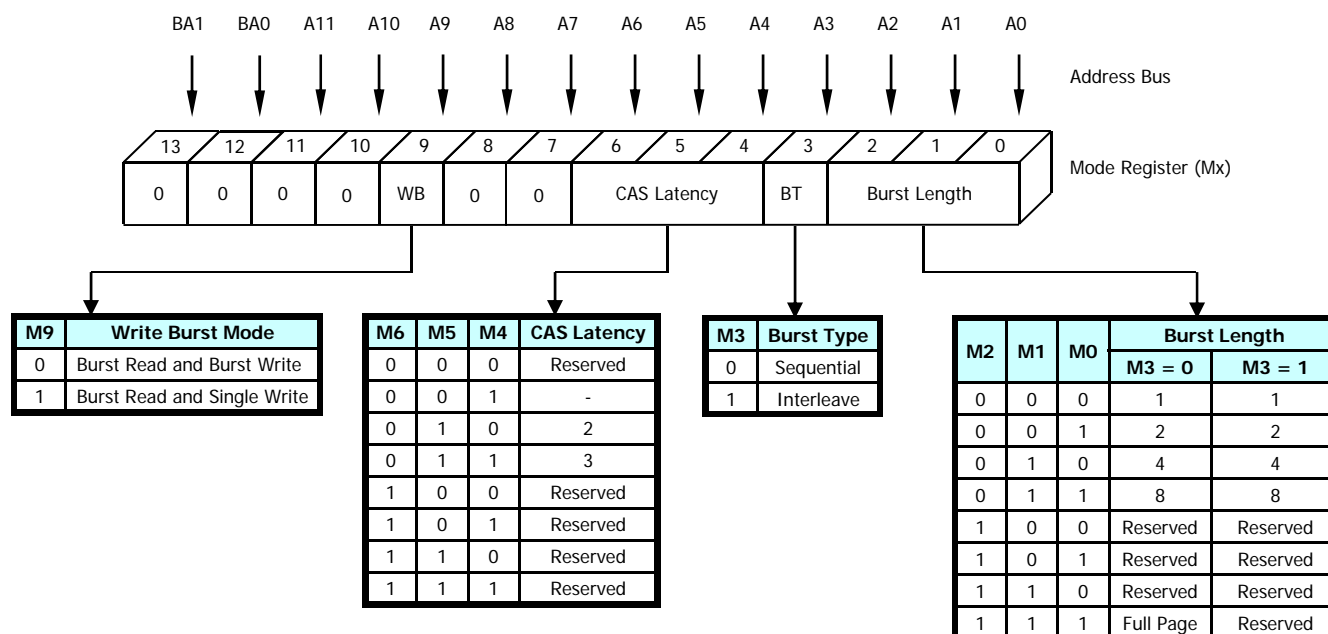 BA1 BA0 A11 A10 A9 A8 A7 A6 A5 A4 A3 A2 A1 A0
Address Bus
13 12 11 10 9 8 7 6 5 4 3 2 1 0
Mode Register (Mx)
0 0 0 0 WB 0 0 CAS Latency BT Burst Length
M9 Write Burst Mode
0 Burst Read and Burst Write
1 Burst Read and Single Write
M6 M5 M4 CAS Latency
0 0 0 Reserved
0 0 1 -
0 1 0 2
0 1 1 3
1 0 0 Reserved
1 0 1 Reserved
1 1 0 Reserved
1 1 1 Reserved
M3 Burst Type
0 Sequential
1 Interleave
M2 M1 M0 Burst Length
M3 = 0 M3 = 1
0 0 0 1 1
0 0 1 2 2
0 1 0 4 4
0 1 1 8 8
1 0 0 Reserved Reserved
1 0 1 Reserved Reserved
1 1 0 Reserved Reserved
1 1 1 Full Page Reserved